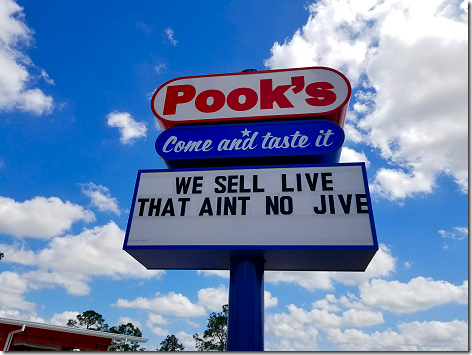 Pook's
Come and taste it
WE SELL LIVE
THAT AINT NO JIVE